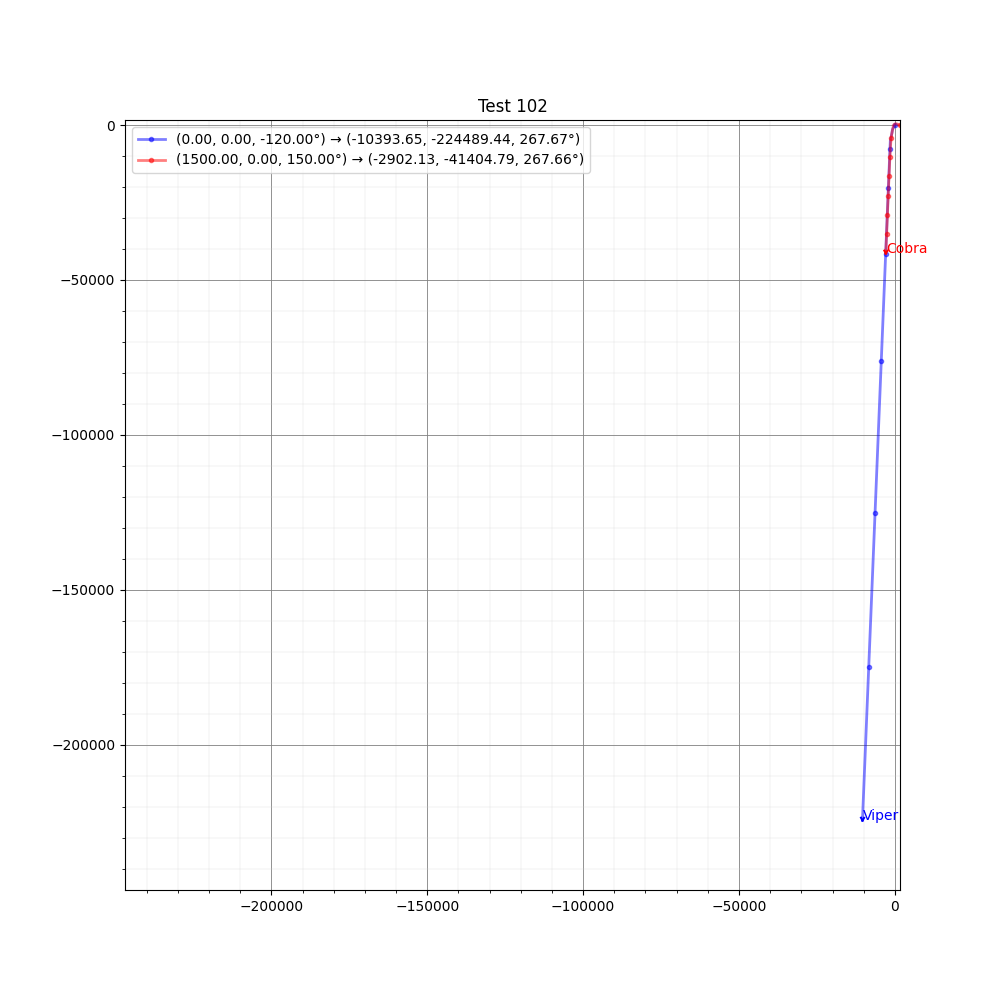 Test 102
(0.00, 0.00, -120.00°) → (-10393.65, -224489.44, 267.67°)
(1500.00, 0.00, 150.00°) → (-2902.13, -41404.79, 267.66°)
0
Cobra
−50000
−100000
−150000
−200000
Viper
−200000 −150000 −100000 −50000 0